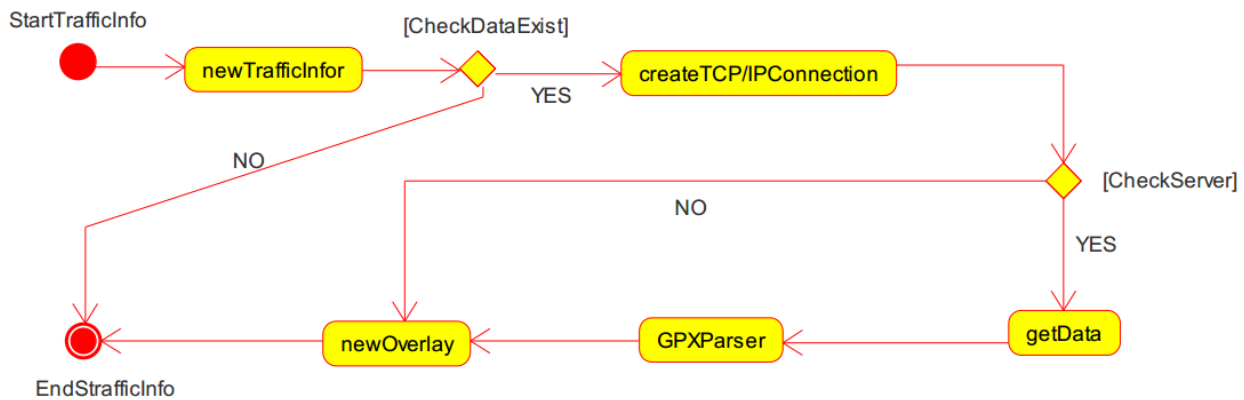 StartTrafficInfo
[CheckDataExist]
newTrafficInfor
createTCP/IPConnection
YES
NO
[CheckServer]
NO
YES
newOverlay
GPXParser
getData
EndStrafficInfo